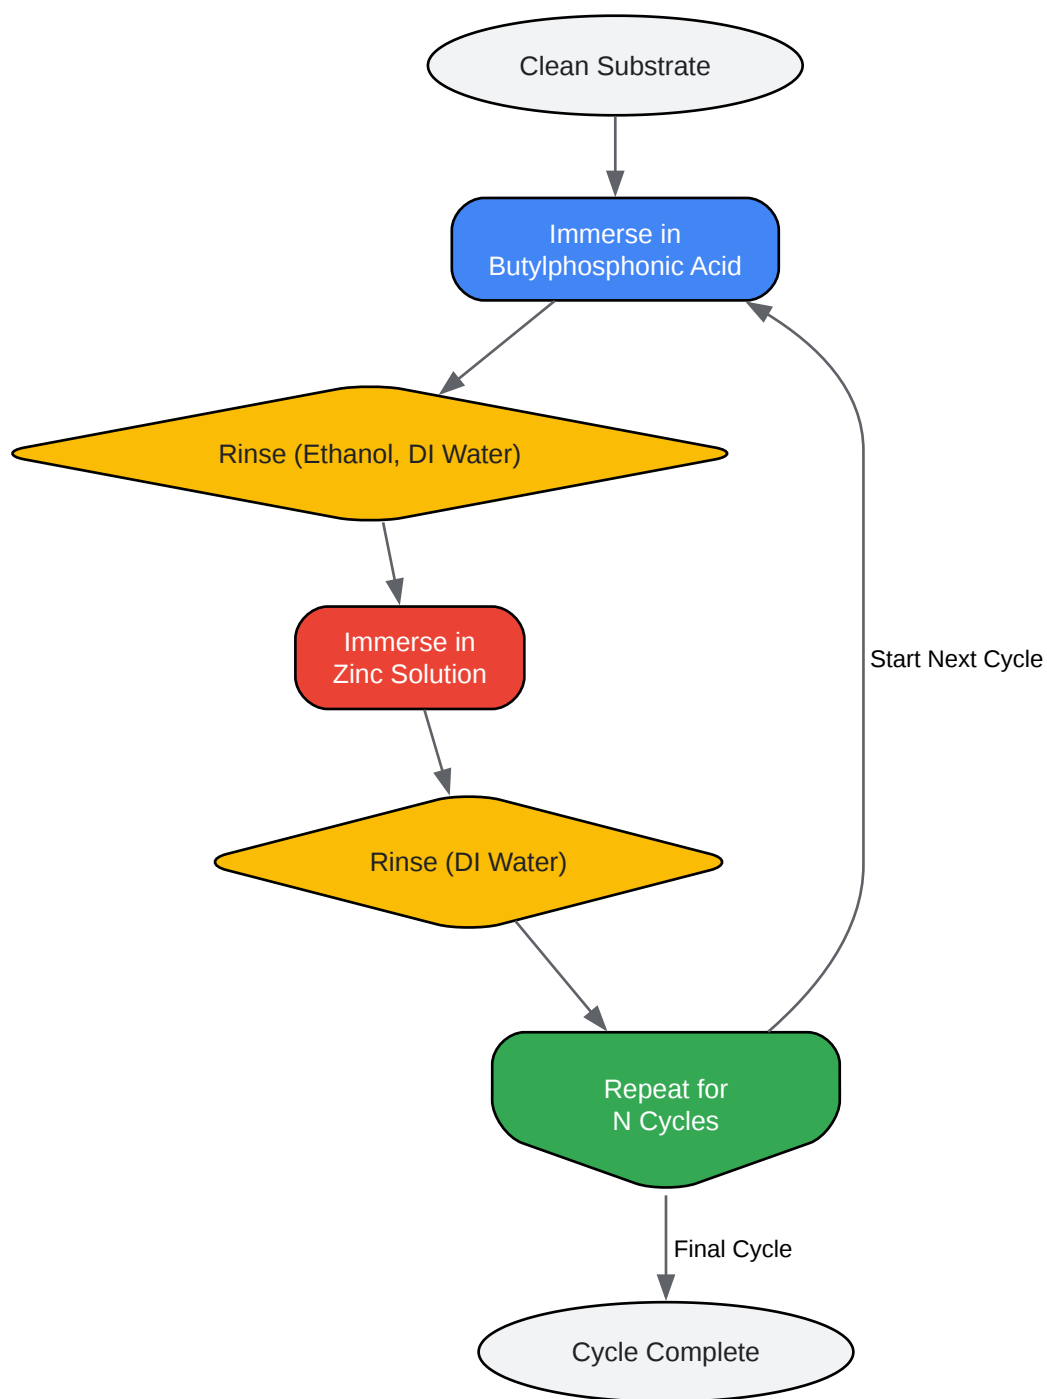 Clean Substrate
Immerse in
Butylphosphonic Acid
Rinse (Ethanol, DI Water)
Immerse in
Zinc Solution
Start Next Cycle
Rinse (DI Water)
Repeat for
N Cycles
Final Cycle
Cycle Complete